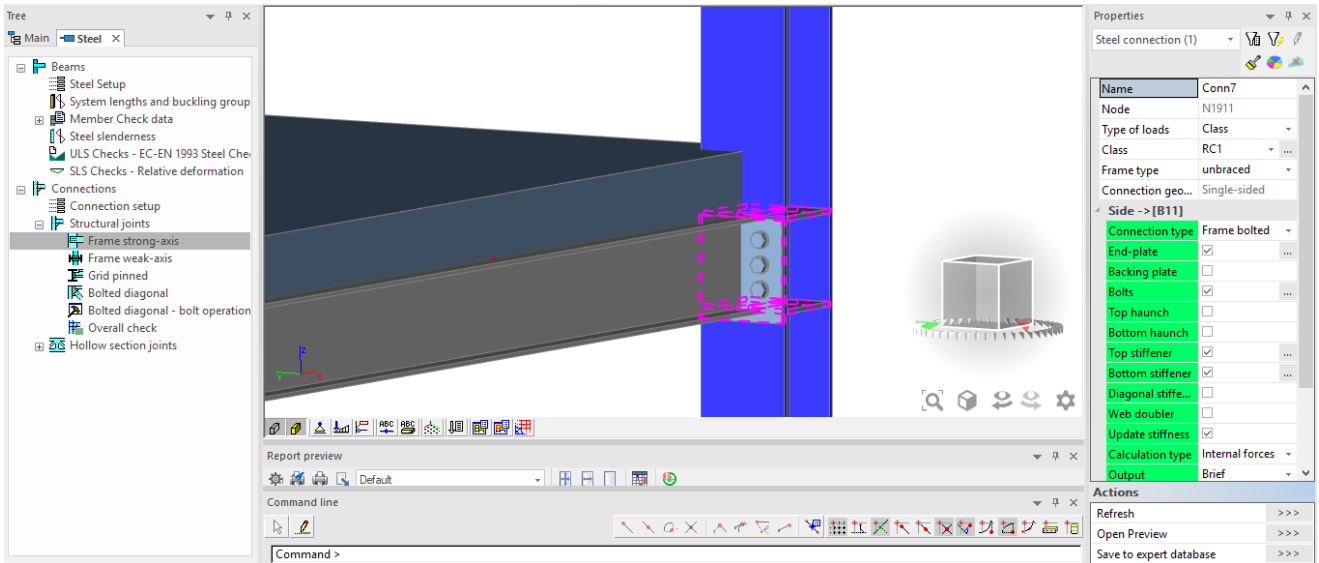 Tree
Main
Steel
Beams
Steel Setup
System lengths and buckling group
Member Check data
Steel slenderness
ULS Checks - EC-EN 1993 Steel Che
SLS Checks - Relative deformation
Connections
Connection setup
Structural joints
Frame strong-axis
Frame weak-axis
Grid pinned
Bolted diagonal
Bolted diagonal - bolt operation
Overall check
Hollow section joints
Z
Y
X
ABC ABC
Report preview
Default
Command line
Command >
Properties
Steel connection (1)
Name Conn7
Node N1911
Type of loads Class
Class RC1 ...
Frame type unbraced
Connection geo... Single-sided
Side ->[B11]
Connection type Frame bolted
End-plate ...
Backing plate
Bolts ...
Top haunch
Bottom haunch
Top stiffener ...
Bottom stiffener ...
Diagonal stiffe...
Web doubler
Update stiffness
Calculation type Internal forces
Output Brief
Actions
Refresh >>>
Open Preview >>>
Save to expert database >>>